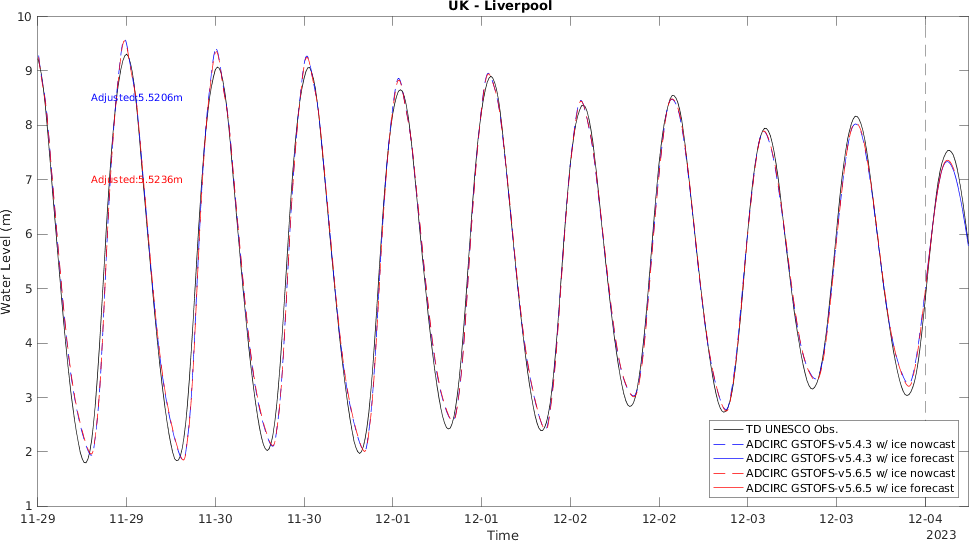 UK - Liverpool
10
9
8
7
6
5
4
3
2
1
Water Level (m)
Adjusted:5.5206m
Adjusted:5.5236m
TD UNESCO Obs.
ADCIRC GSTOFS-v5.4.3 w/ ice nowcast
ADCIRC GSTOFS-v5.4.3 w/ ice forecast
ADCIRC GSTOFS-v5.6.5 w/ ice nowcast
ADCIRC GSTOFS-v5.6.5 w/ ice forecast
11-29 11-29 11-30 11-30 12-01 12-01 12-02 12-02 12-03 12-03 12-04
Time 2023